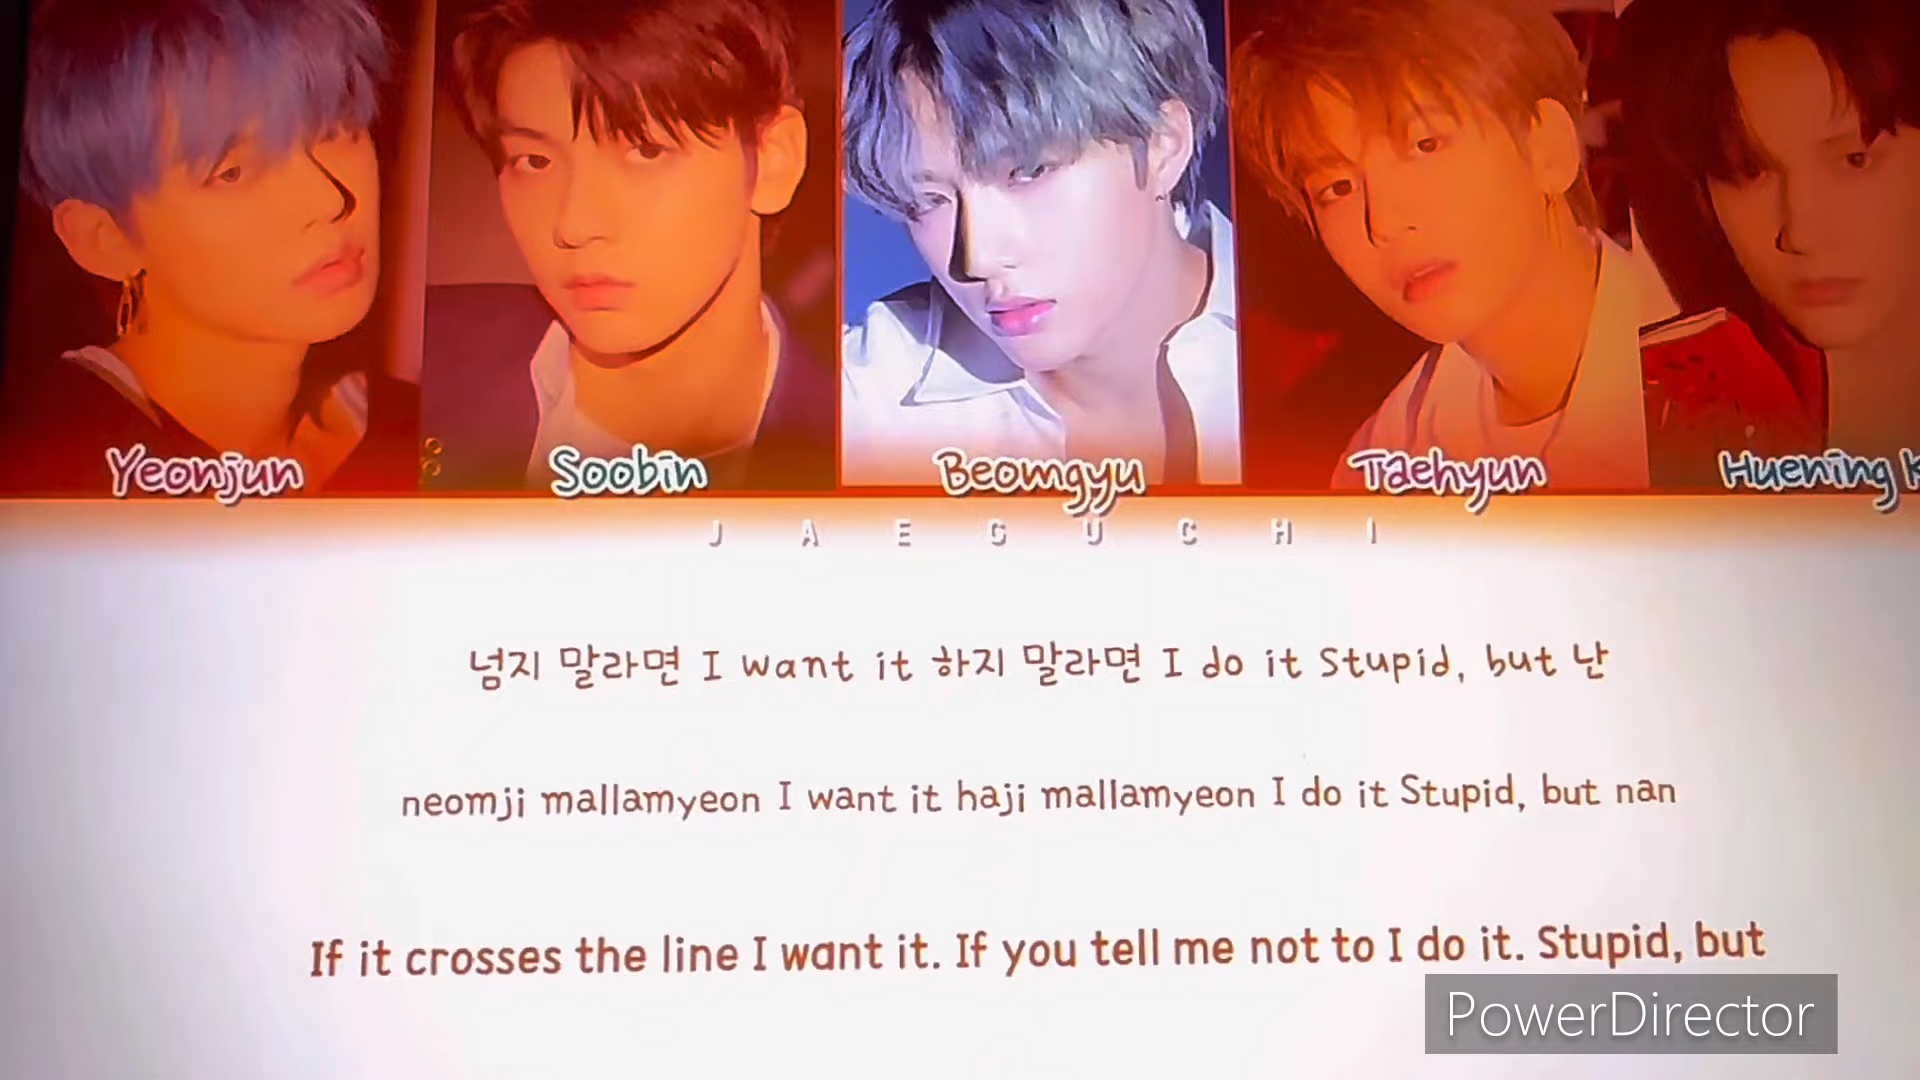 Yeonjun Soobin Beomgyu Taehyun Huening K
JAEGUCHI
넘지 말라면 I want it 하지 말라면 I do it Stupid, but 난
neomji mallamyeon I want it haji mallamyeon I do it Stupid, but nan
If it crosses the line I want it. If you tell me not to I do it. Stupid, but
PowerDirector